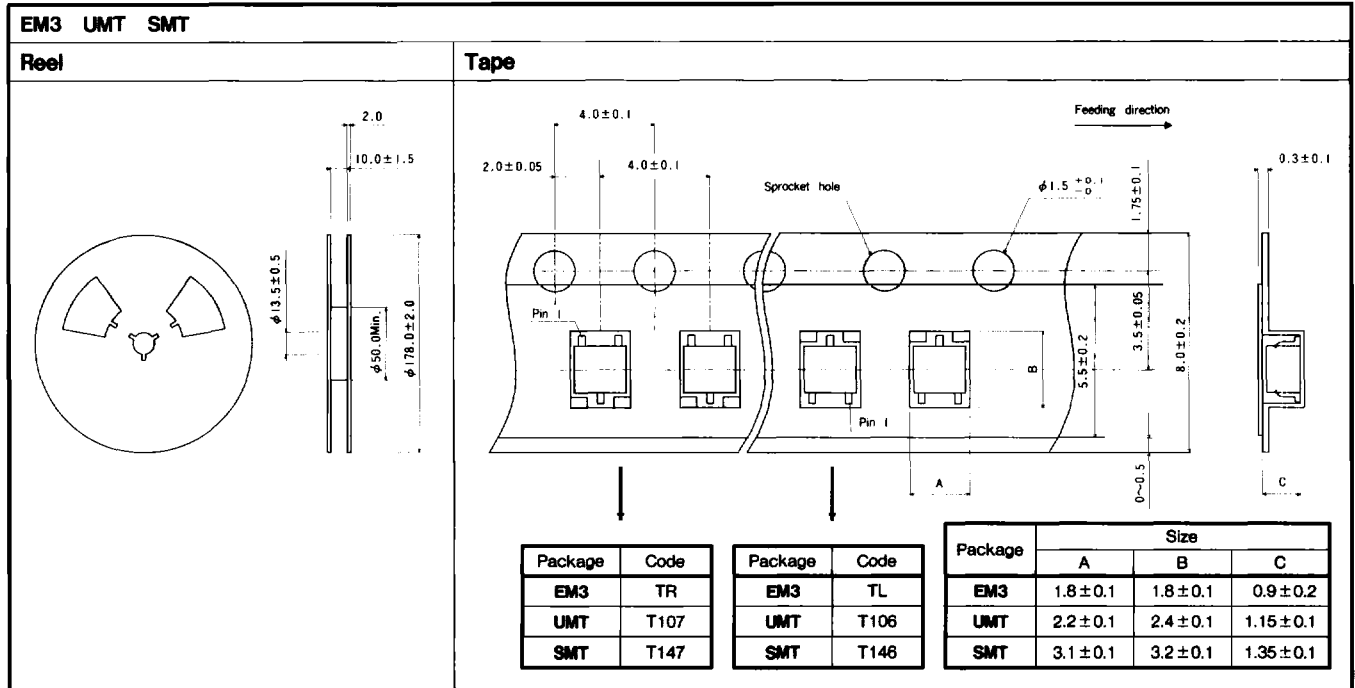 EM3 UMT SMT
Reel
Tape
2.0
10.0±1.5
φ13.5±0.5
φ50.0Min.
φ178.0±2.0
4.0±0.1
2.0±0.05
4.0±0.1
Feeding direction
Sprocket hole
φ1.5 +0.1 −0
1.75±0.1
0.3±0.1
Pin 1
Pin 1
B
5.5±0.2
3.5±0.05
8.0±0.2
A
0~0.5
C
Package Code
EM3 TR
UMT T107
SMT T147
Package Code
EM3 TL
UMT T106
SMT T146
Package Size
A B C
EM3 1.8±0.1 1.8±0.1 0.9±0.2
UMT 2.2±0.1 2.4±0.1 1.15±0.1
SMT 3.1±0.1 3.2±0.1 1.35±0.1